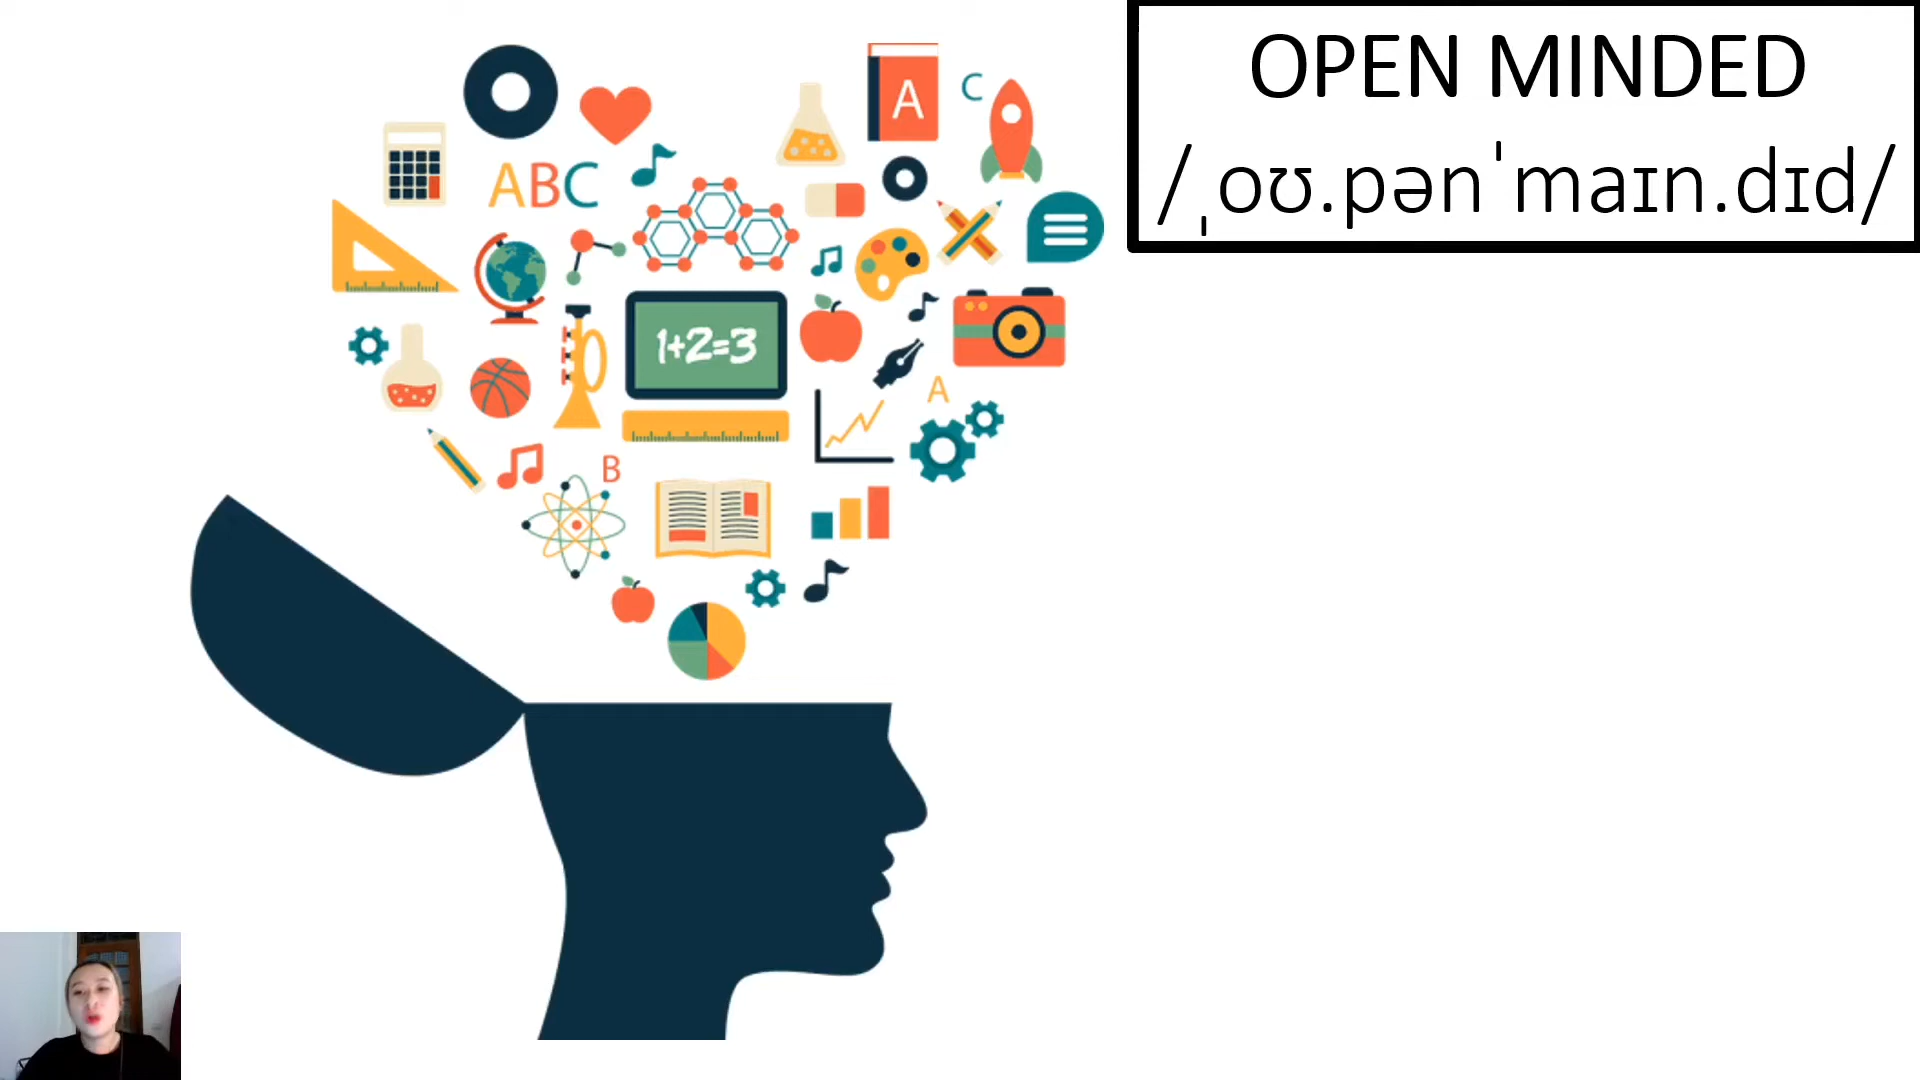 OPEN MINDED
/ˌoʊ.pənˈmaɪn.dɪd/
A
C
ABC
1+2=3
A
B